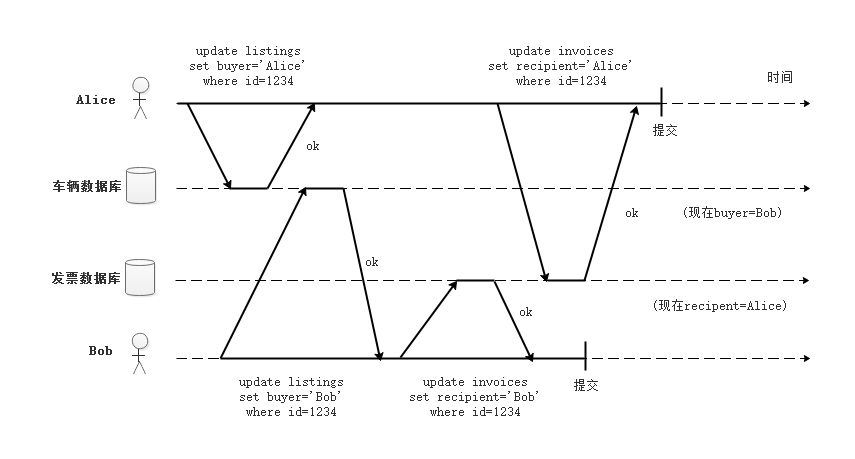 update listings
set buyer='Alice'
where id=1234
update invoices
set recipient='Alice'
where id=1234
时间
Alice
提交
ok
车辆数据库
ok
(现在buyer=Bob)
ok
发票数据库
ok
(现在recipent=Alice)
Bob
提交
update listings
set buyer='Bob'
where id=1234
update invoices
set recipient='Bob'
where id=1234